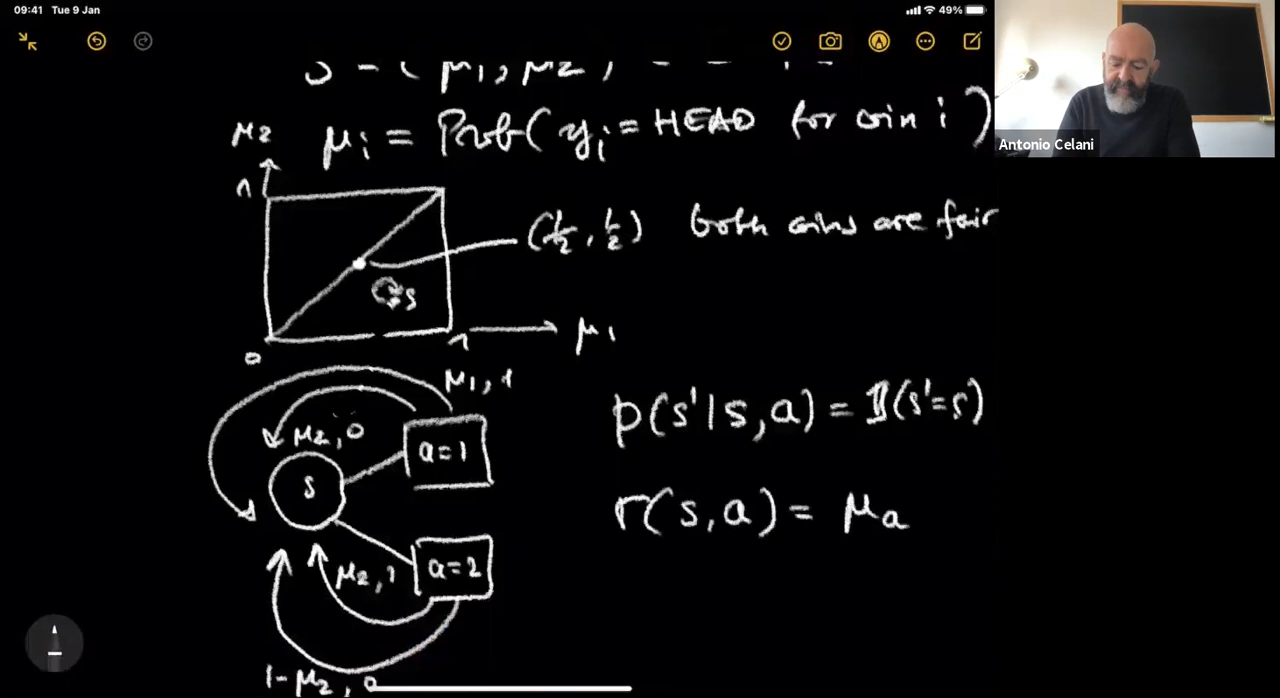 09:41 Tue 9 Jan
49%
Antonio Celani
μ2
μi = Prob( yi = HEAD for coin i )
1
(1/2, 1/2) both coins are fair
s
0
1
μ1
μ1, 1
μ2, 0
a=1
s
p(s'|s,a) = 𝟙(s'=s)
r(s,a) = μa
a=2
μ2, 1
1-μ2, 0